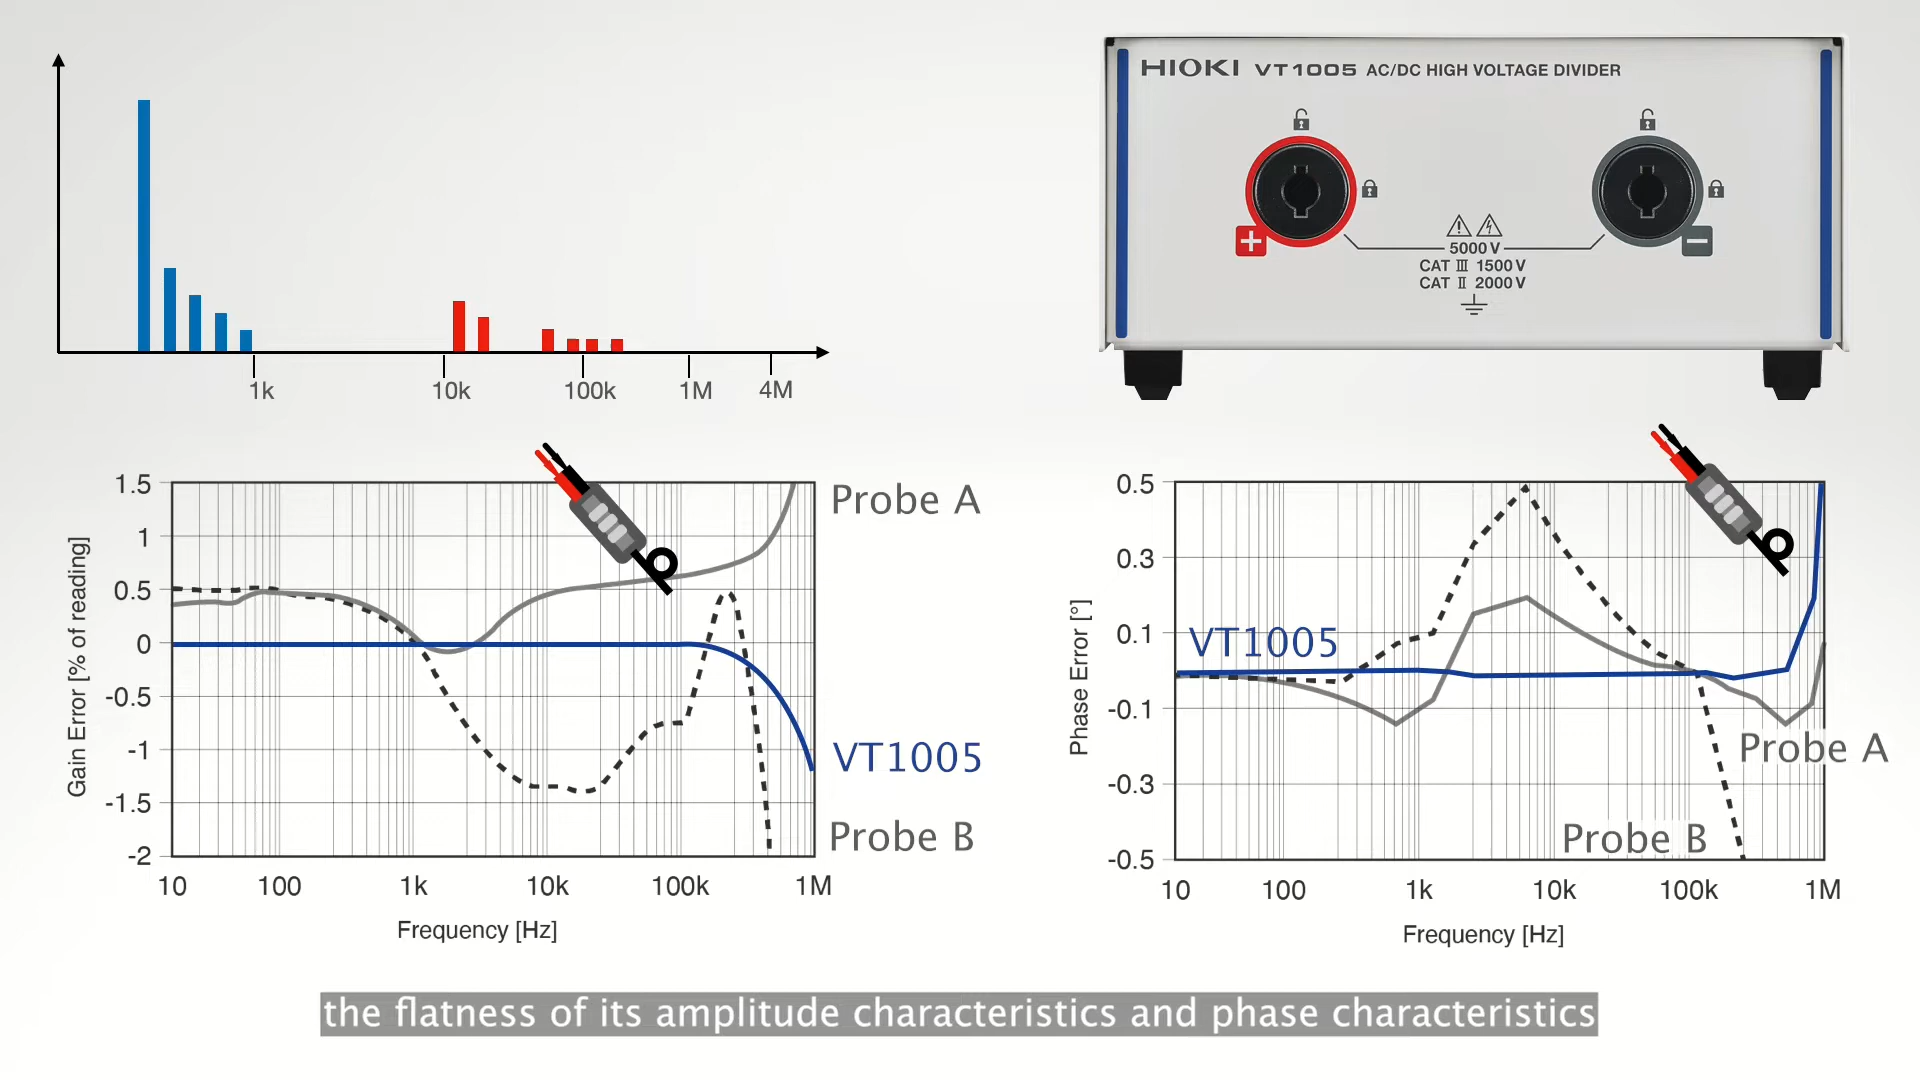 HIOKI VT1005 AC/DC HIGH VOLTAGE DIVIDER
5000 V
CAT III 1500 V
CAT II 2000 V
1k 10k 100k 1M 4M
Gain Error [% of reading]
1.5
1
0.5
0
-0.5
-1
-1.5
-2
10 100 1k 10k 100k 1M
Frequency [Hz]
Probe A
VT1005
Probe B
Phase Error [°]
0.5
0.3
0.1
-0.1
-0.3
-0.5
VT1005
Probe A
Probe B
10 100 1k 10k 100k 1M
Frequency [Hz]
the flatness of its amplitude characteristics and phase characteristics